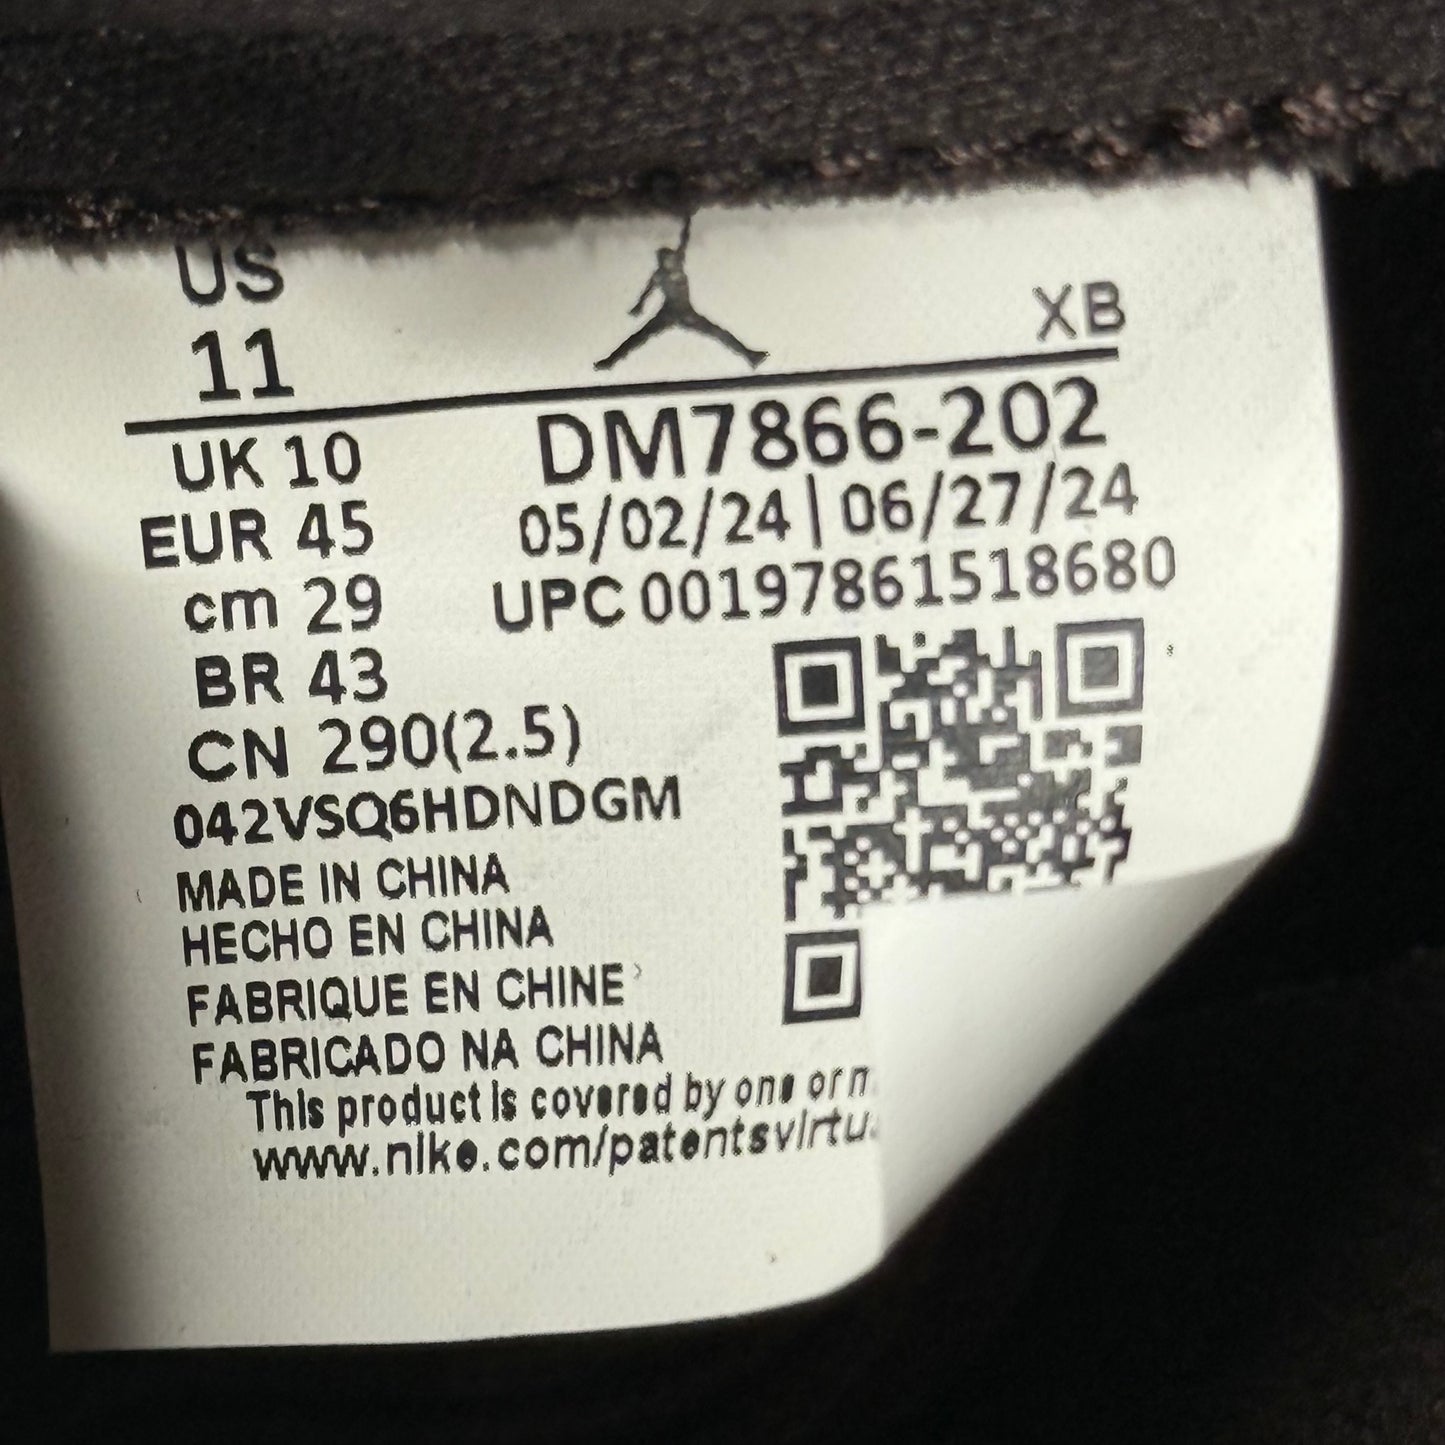 US
11
XB
UK 10
DM7866-202
EUR 45
05/02/24 | 06/27/24
cm 29
UPC 00197861518680
BR 43
CN 290(2.5)
042VSQ6HDNDGM
MADE IN CHINA
HECHO EN CHINA
FABRIQUE EN CHINE
FABRICADO NA CHINA
This product is covered by one or
www.nike.com/patentsvirtu